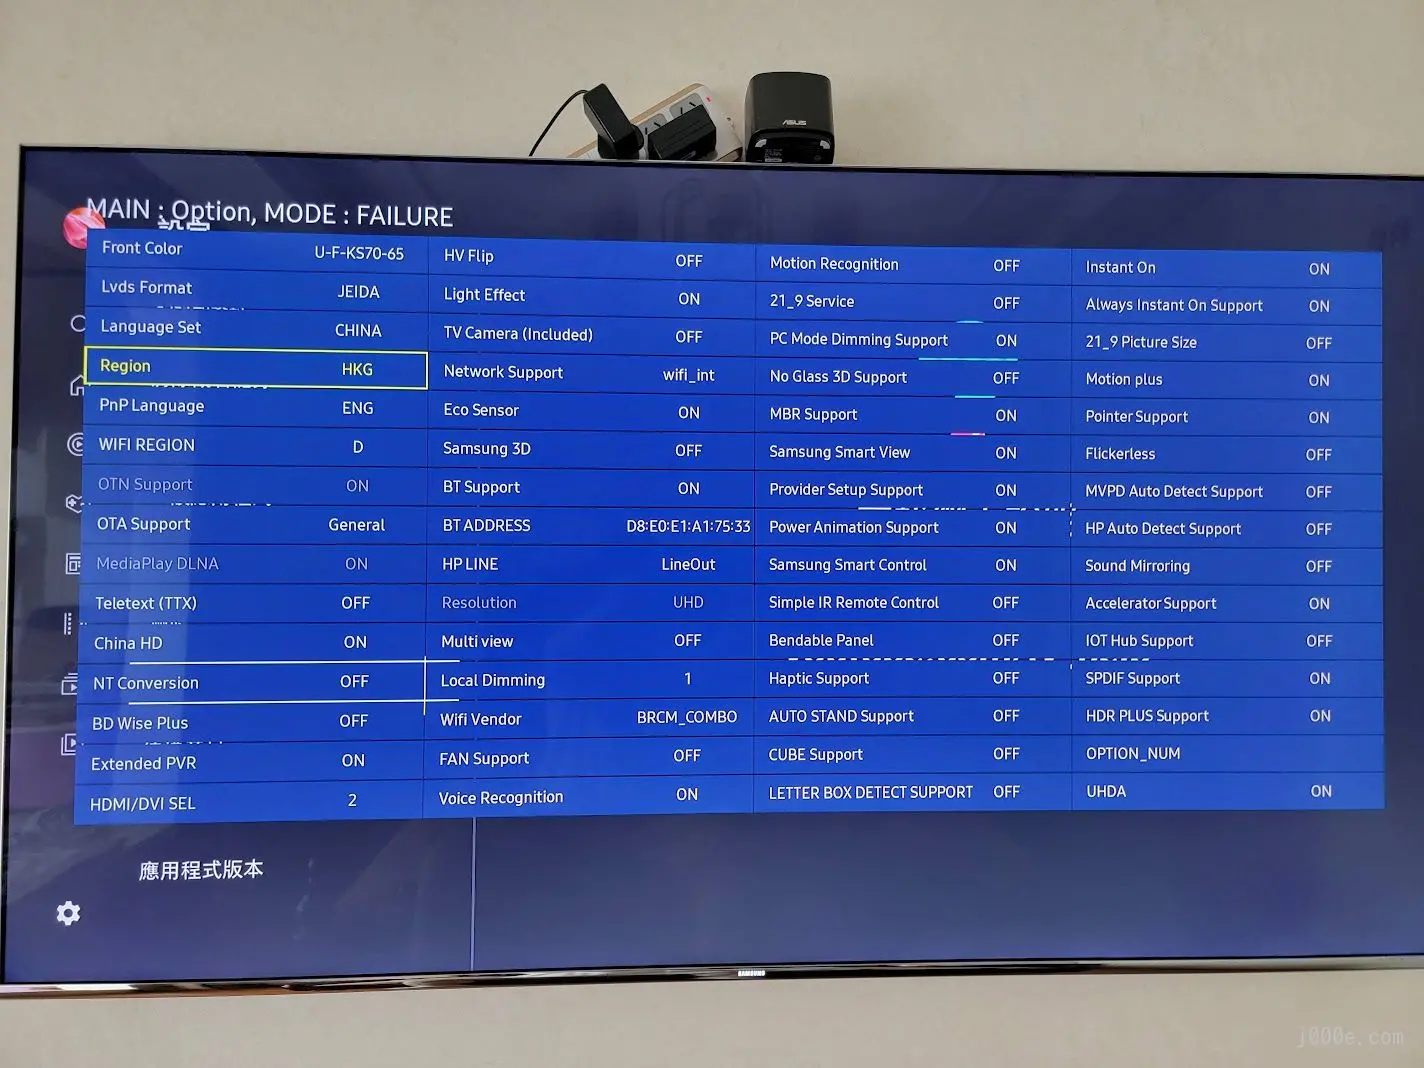 ASUS
MAIN : Option, MODE : FAILURE
Front Color U-F-KS70-65
Lvds Format JEIDA
Language Set CHINA
Region HKG
PnP Language ENG
WIFI REGION D
OTN Support ON
OTA Support General
MediaPlay DLNA ON
Teletext (TTX) OFF
China HD ON
NT Conversion OFF
BD Wise Plus OFF
Extended PVR ON
HDMI/DVI SEL 2
HV Flip OFF
Light Effect ON
TV Camera (Included) OFF
Network Support wifi_int
Eco Sensor ON
Samsung 3D OFF
BT Support ON
BT ADDRESS D8:E0:E1:A1:75:33
HP LINE LineOut
Resolution UHD
Multi view OFF
Local Dimming 1
Wifi Vendor BRCM_COMBO
FAN Support OFF
Voice Recognition ON
Motion Recognition OFF
21_9 Service OFF
PC Mode Dimming Support ON
No Glass 3D Support OFF
MBR Support ON
Samsung Smart View ON
Provider Setup Support ON
Power Animation Support ON
Samsung Smart Control ON
Simple IR Remote Control OFF
Bendable Panel OFF
Haptic Support OFF
AUTO STAND Support OFF
CUBE Support OFF
LETTER BOX DETECT SUPPORT OFF
Instant On ON
Always Instant On Support ON
21_9 Picture Size OFF
Motion plus ON
Pointer Support ON
Flickerless OFF
MVPD Auto Detect Support OFF
HP Auto Detect Support OFF
Sound Mirroring OFF
Accelerator Support ON
IOT Hub Support OFF
SPDIF Support ON
HDR PLUS Support ON
OPTION_NUM
UHDA ON
應用程式版本
SAMSUNG
j000e.com